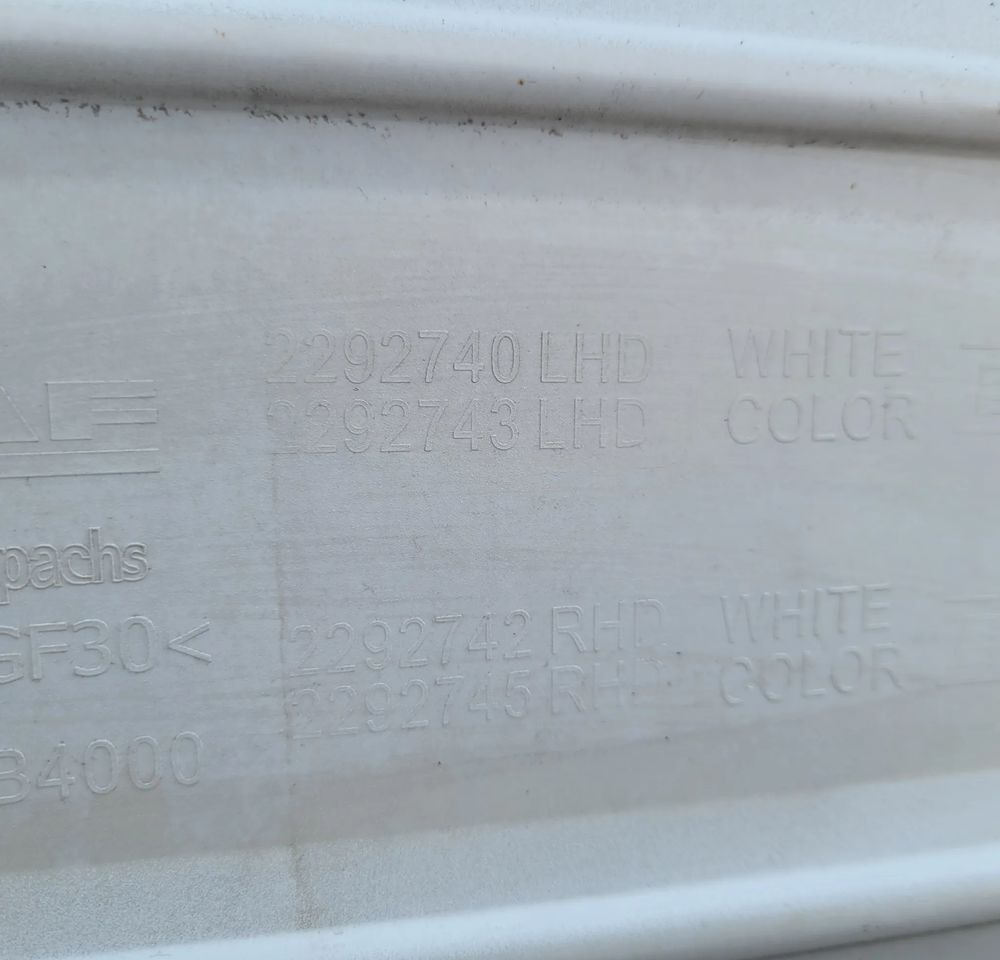 2292740 LHD WHITE
2292743 LHD COLOR
pachs
GF30<
2292742 RHD WHITE
2292745 RHD COLOR
B4000